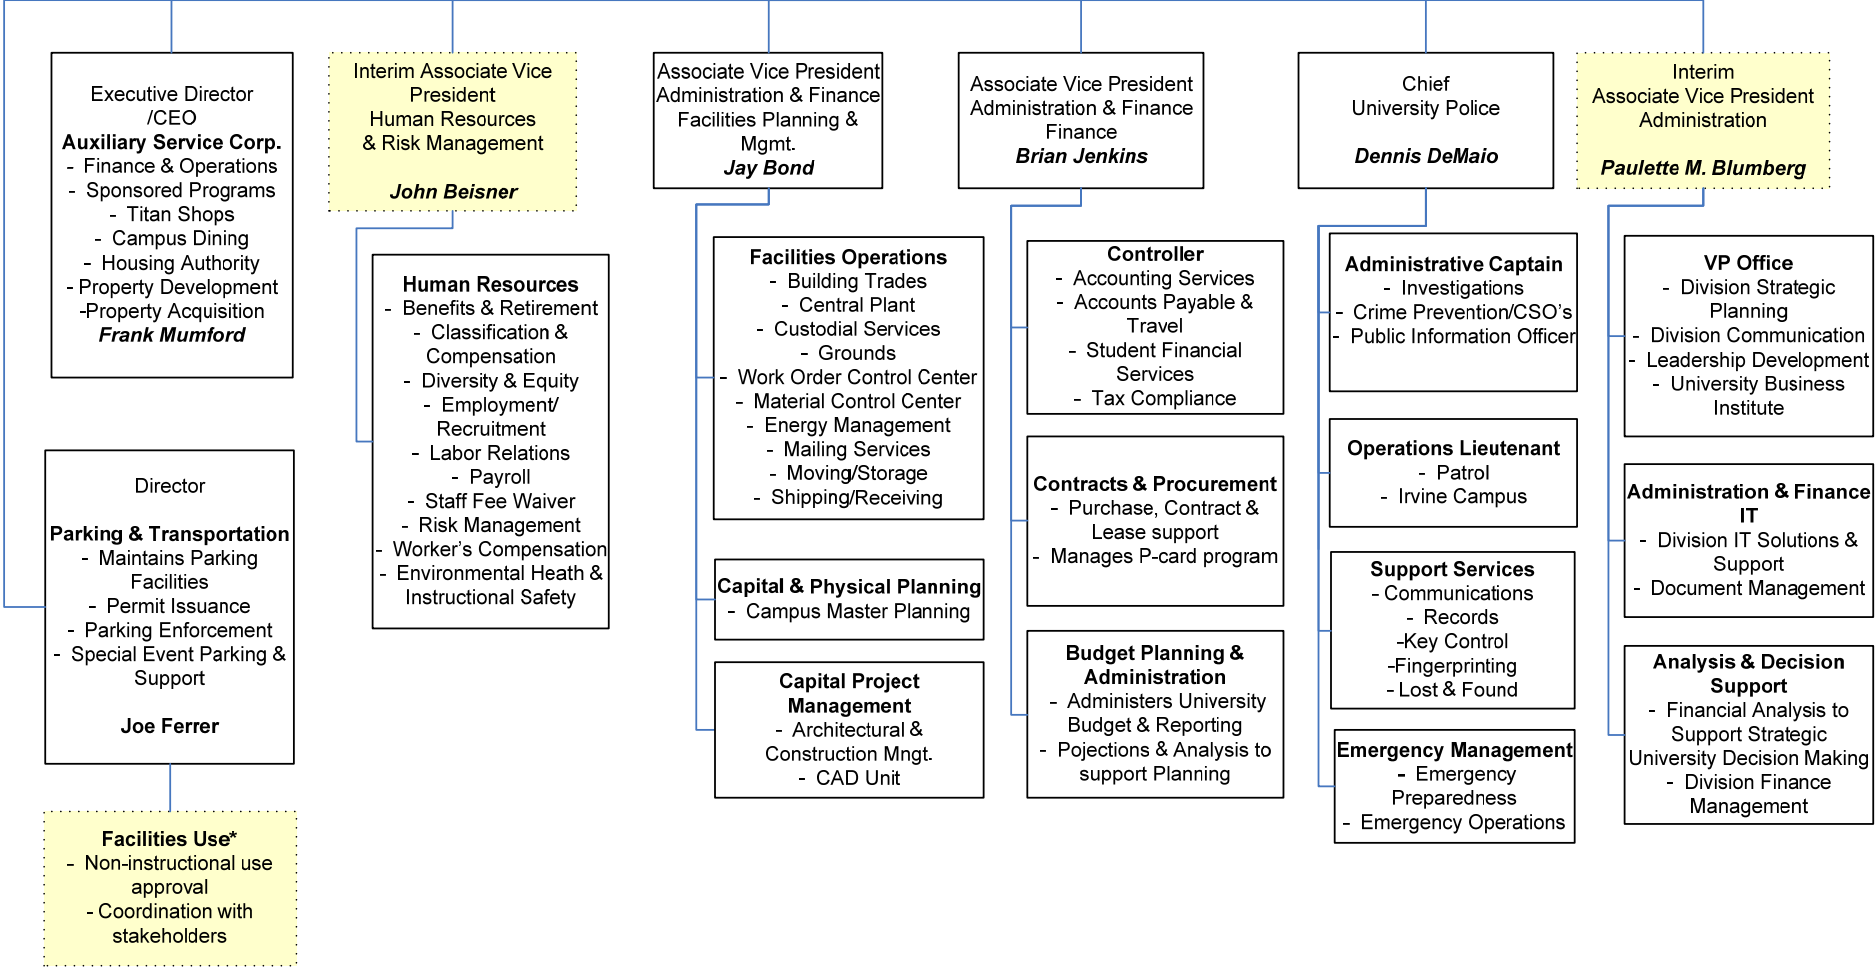 Executive Director
/CEO
Auxiliary Service Corp.
- Finance & Operations
- Sponsored Programs
- Titan Shops
- Campus Dining
- Housing Authority
- Property Development
-Property Acquisition
Frank Mumford
Director
Parking & Transportation
- Maintains Parking
Facilities
- Permit Issuance
- Parking Enforcement
- Special Event Parking &
Support
Joe Ferrer
Facilities Use*
- Non-instructional use
approval
- Coordination with
stakeholders
Interim Associate Vice
President
Human Resources
& Risk Management
John Beisner
Human Resources
- Benefits & Retirement
- Classification &
Compensation
- Diversity & Equity
- Employment/
Recruitment
- Labor Relations
- Payroll
- Staff Fee Waiver
- Risk Management
- Worker's Compensation
- Environmental Heath &
Instructional Safety
Associate Vice President
Administration & Finance
Facilities Planning &
Mgmt.
Jay Bond
Facilities Operations
- Building Trades
- Central Plant
- Custodial Services
- Grounds
- Work Order Control Center
- Material Control Center
- Energy Management
- Mailing Services
- Moving/Storage
- Shipping/Receiving
Capital & Physical Planning
- Campus Master Planning
Capital Project
Management
- Architectural &
Construction Mngt.
- CAD Unit
Associate Vice President
Administration & Finance
Finance
Brian Jenkins
Controller
- Accounting Services
- Accounts Payable &
Travel
- Student Financial
Services
- Tax Compliance
Contracts & Procurement
- Purchase, Contract &
Lease support
- Manages P-card program
Budget Planning &
Administration
- Administers University
Budget & Reporting
- Pojections & Analysis to
support Planning
Chief
University Police
Dennis DeMaio
Administrative Captain
- Investigations
- Crime Prevention/CSO's
- Public Information Officer
Operations Lieutenant
- Patrol
- Irvine Campus
Support Services
- Communications
- Records
-Key Control
-Fingerprinting
- Lost & Found
Emergency Management
- Emergency
Preparedness
- Emergency Operations
Interim
Associate Vice President
Administration
Paulette M. Blumberg
VP Office
- Division Strategic
Planning
- Division Communication
- Leadership Development
- University Business
Institute
Administration & Finance
IT
- Division IT Solutions &
Support
- Document Management
Analysis & Decision
Support
- Financial Analysis to
Support Strategic
University Decision Making
- Division Finance
Management